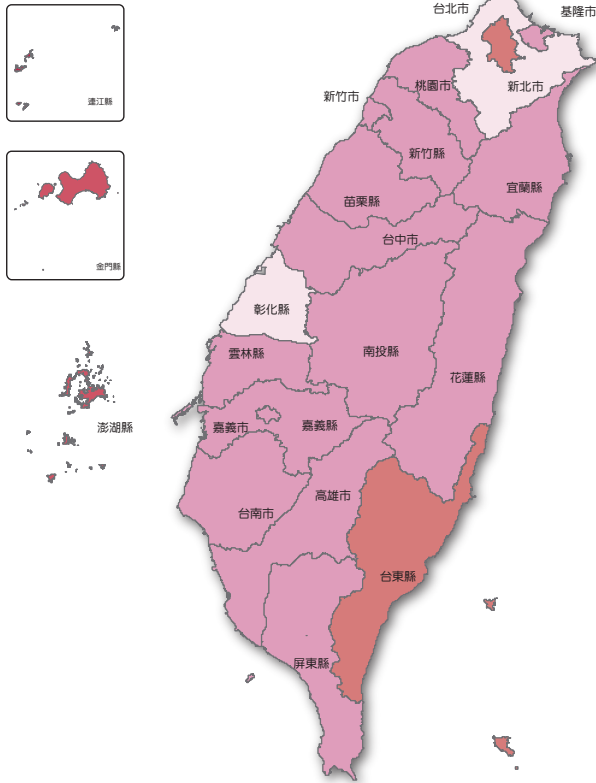 台北市
基隆市
連江縣
桃園市
新北市
新竹市
新竹縣
宜蘭縣
苗栗縣
台中市
金門縣
彰化縣
雲林縣
南投縣
花蓮縣
澎湖縣
嘉義市
嘉義縣
高雄市
台南市
台東縣
屏東縣